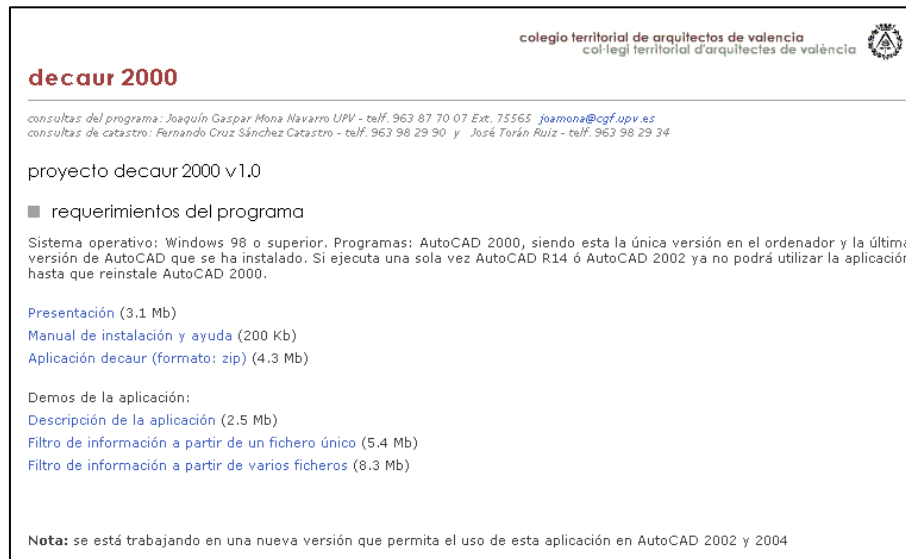 colegio territorial de arquitectos de valencia
col·legi territorial d'arquitectes de valència
decaur 2000
consultas del programa: Joaquín Gaspar Mona Navarro UPV - telf. 963 87 70 07 Ext. 75565 joamona@cgf.upv.es
consultas de catastro: Fernando Cruz Sánchez Catastro - telf. 963 98 29 90 y José Torán Ruiz - telf. 963 98 29 34
proyecto decaur 2000 v1.0
requerimientos del programa
Sistema operativo: Windows 98 o superior. Programas: AutoCAD 2000, siendo esta la única versión en el ordenador y la última
versión de AutoCAD que se ha instalado. Si ejecuta una sola vez AutoCAD R14 ó AutoCAD 2002 ya no podrá utilizar la aplicación
hasta que reinstale AutoCAD 2000.
Presentación (3.1 Mb)
Manual de instalación y ayuda (200 Kb)
Aplicación decaur (formato: zip) (4.3 Mb)
Demos de la aplicación:
Descripción de la aplicación (2.5 Mb)
Filtro de información a partir de un fichero único (5.4 Mb)
Filtro de información a partir de varios ficheros (8.3 Mb)
Nota: se está trabajando en una nueva versión que permita el uso de esta aplicación en AutoCAD 2002 y 2004